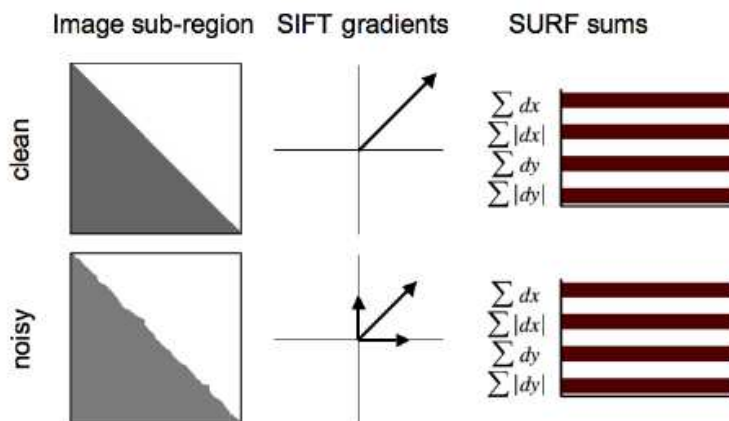 Image sub-region SIFT gradients SURF sums
clean
∑ dx
∑ |dx|
∑ dy
∑ |dy|
noisy
∑ dx
∑ |dx|
∑ dy
∑ |dy|